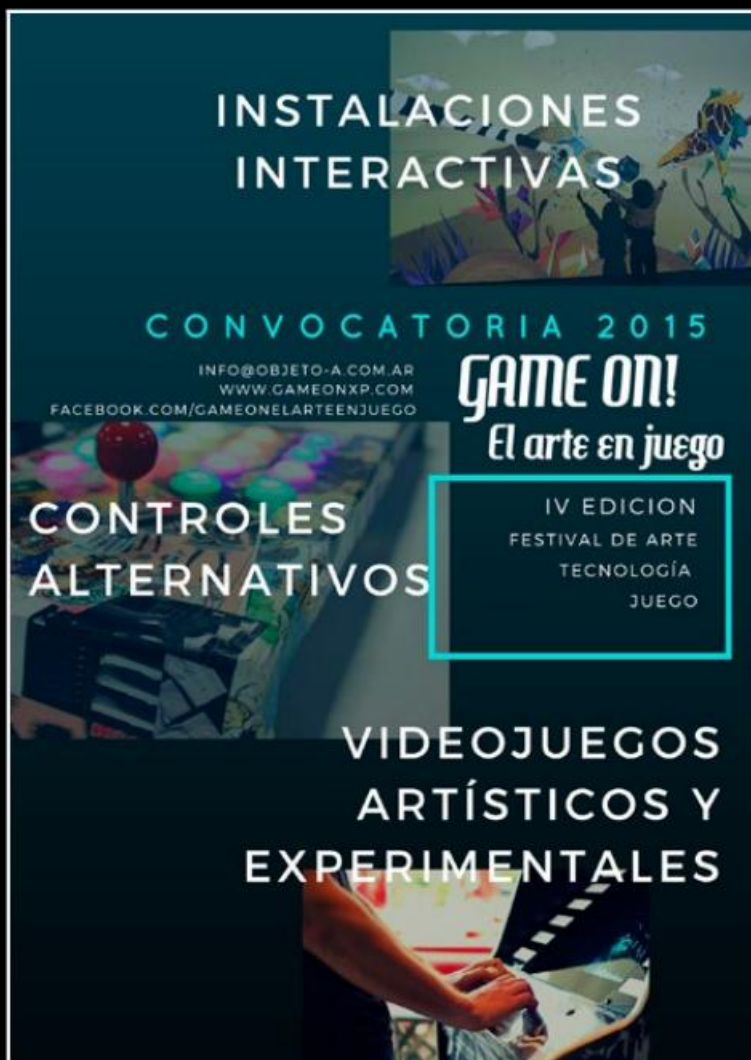 INSTALACIONES
INTERACTIVAS
CONVOCATORIA 2015
INFO@OBJETO-A.COM.AR
WWW.GAMEONXP.COM
FACEBOOK.COM/GAMEONELARTEENJUEGO
GAME ON!
El arte en juego
CONTROLES
ALTERNATIVOS
IV EDICION
FESTIVAL DE ARTE
TECNOLOGÍA
JUEGO
VIDEOJUEGOS
ARTÍSTICOS Y
EXPERIMENTALES